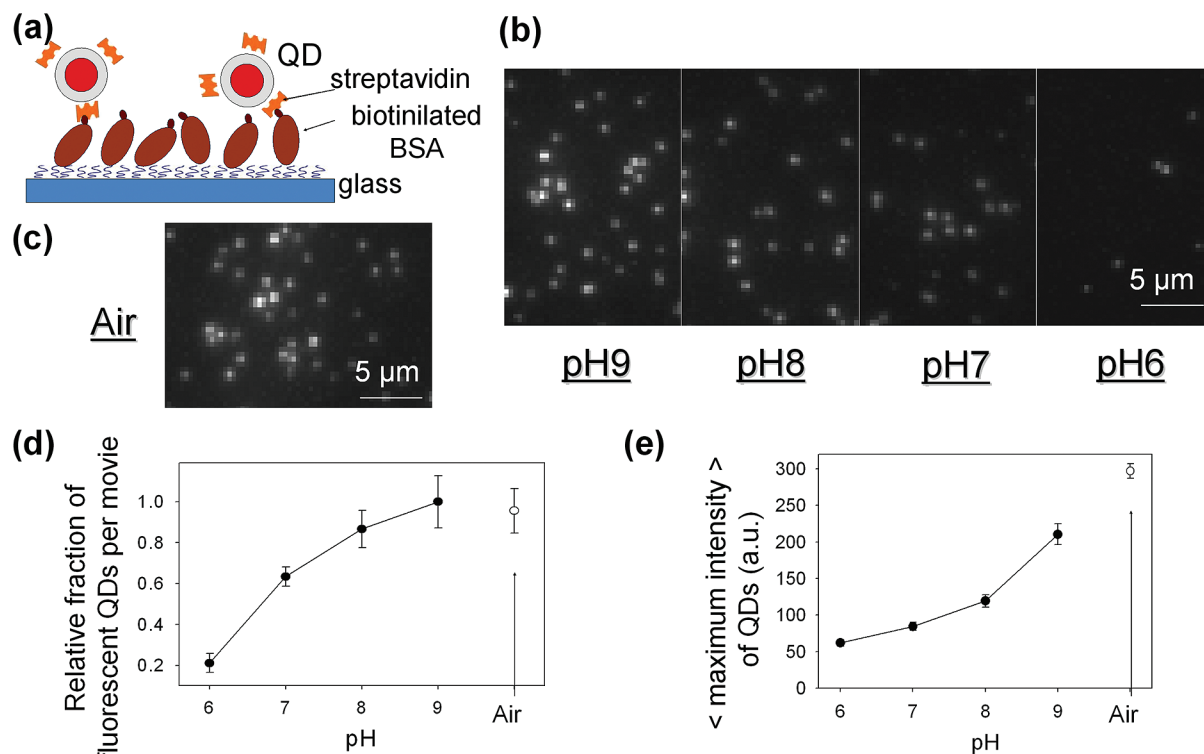 (a)
QD
streptavidin
biotinilated
BSA
glass
(b)
5 µm
pH9
pH8
pH7
pH6
(c)
Air
5 µm
(d)
Relative fraction of
fluorescent QDs per movie
1.0
0.8
0.6
0.4
0.2
6
7
8
9
Air
pH
(e)
< maximum intensity >
of QDs (a.u.)
300
250
200
150
100
50
0
6
7
8
9
Air
pH